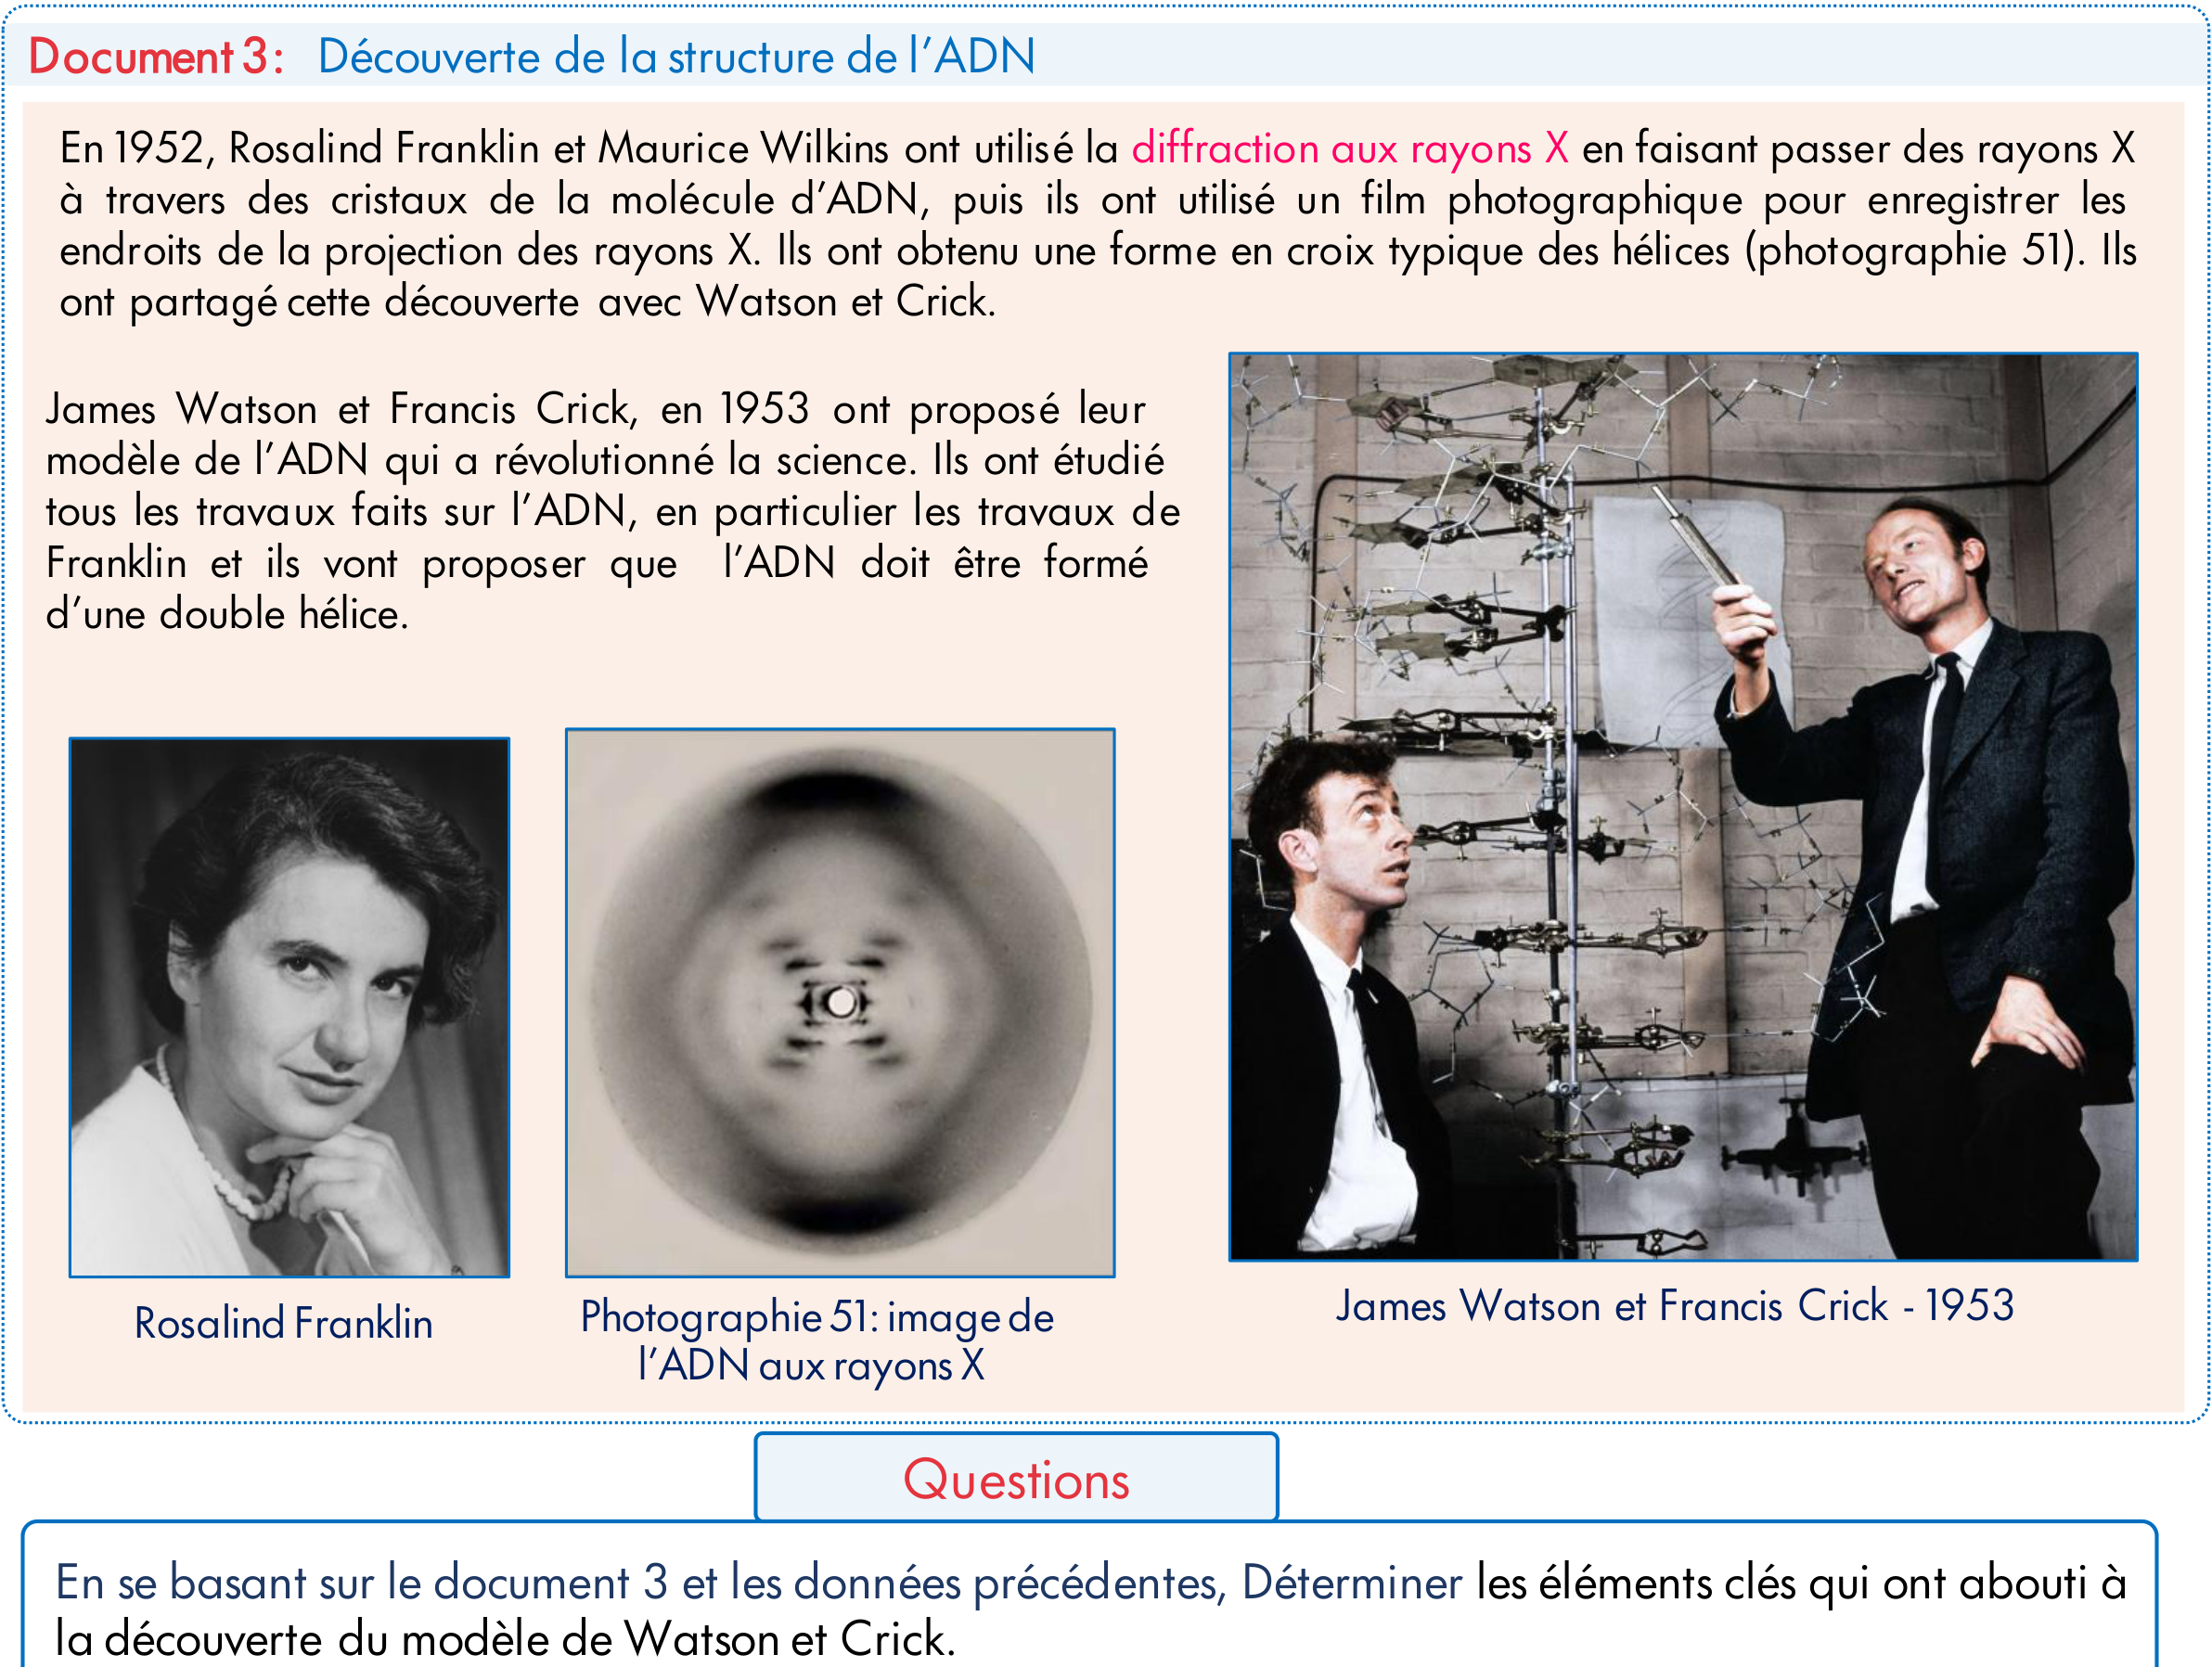 Document 3: Découverte de la structure de l'ADN
En 1952, Rosalind Franklin et Maurice Wilkins ont utilisé la diffraction aux rayons X en faisant passer des rayons X
à travers des cristaux de la molécule d'ADN, puis ils ont utilisé un film photographique pour enregistrer les
endroits de la projection des rayons X. Ils ont obtenu une forme en croix typique des hélices (photographie 51). Ils
ont partagé cette découverte avec Watson et Crick.
James Watson et Francis Crick, en 1953 ont proposé leur
modèle de l'ADN qui a révolutionné la science. Ils ont étudié
tous les travaux faits sur l'ADN, en particulier les travaux de
Franklin et ils vont proposer que l'ADN doit être formé
d'une double hélice.
Rosalind Franklin
Photographie 51: image de
l'ADN aux rayons X
James Watson et Francis Crick - 1953
Questions
En se basant sur le document 3 et les données précédentes, Déterminer les éléments clés qui ont abouti à
la découverte du modèle de Watson et Crick.